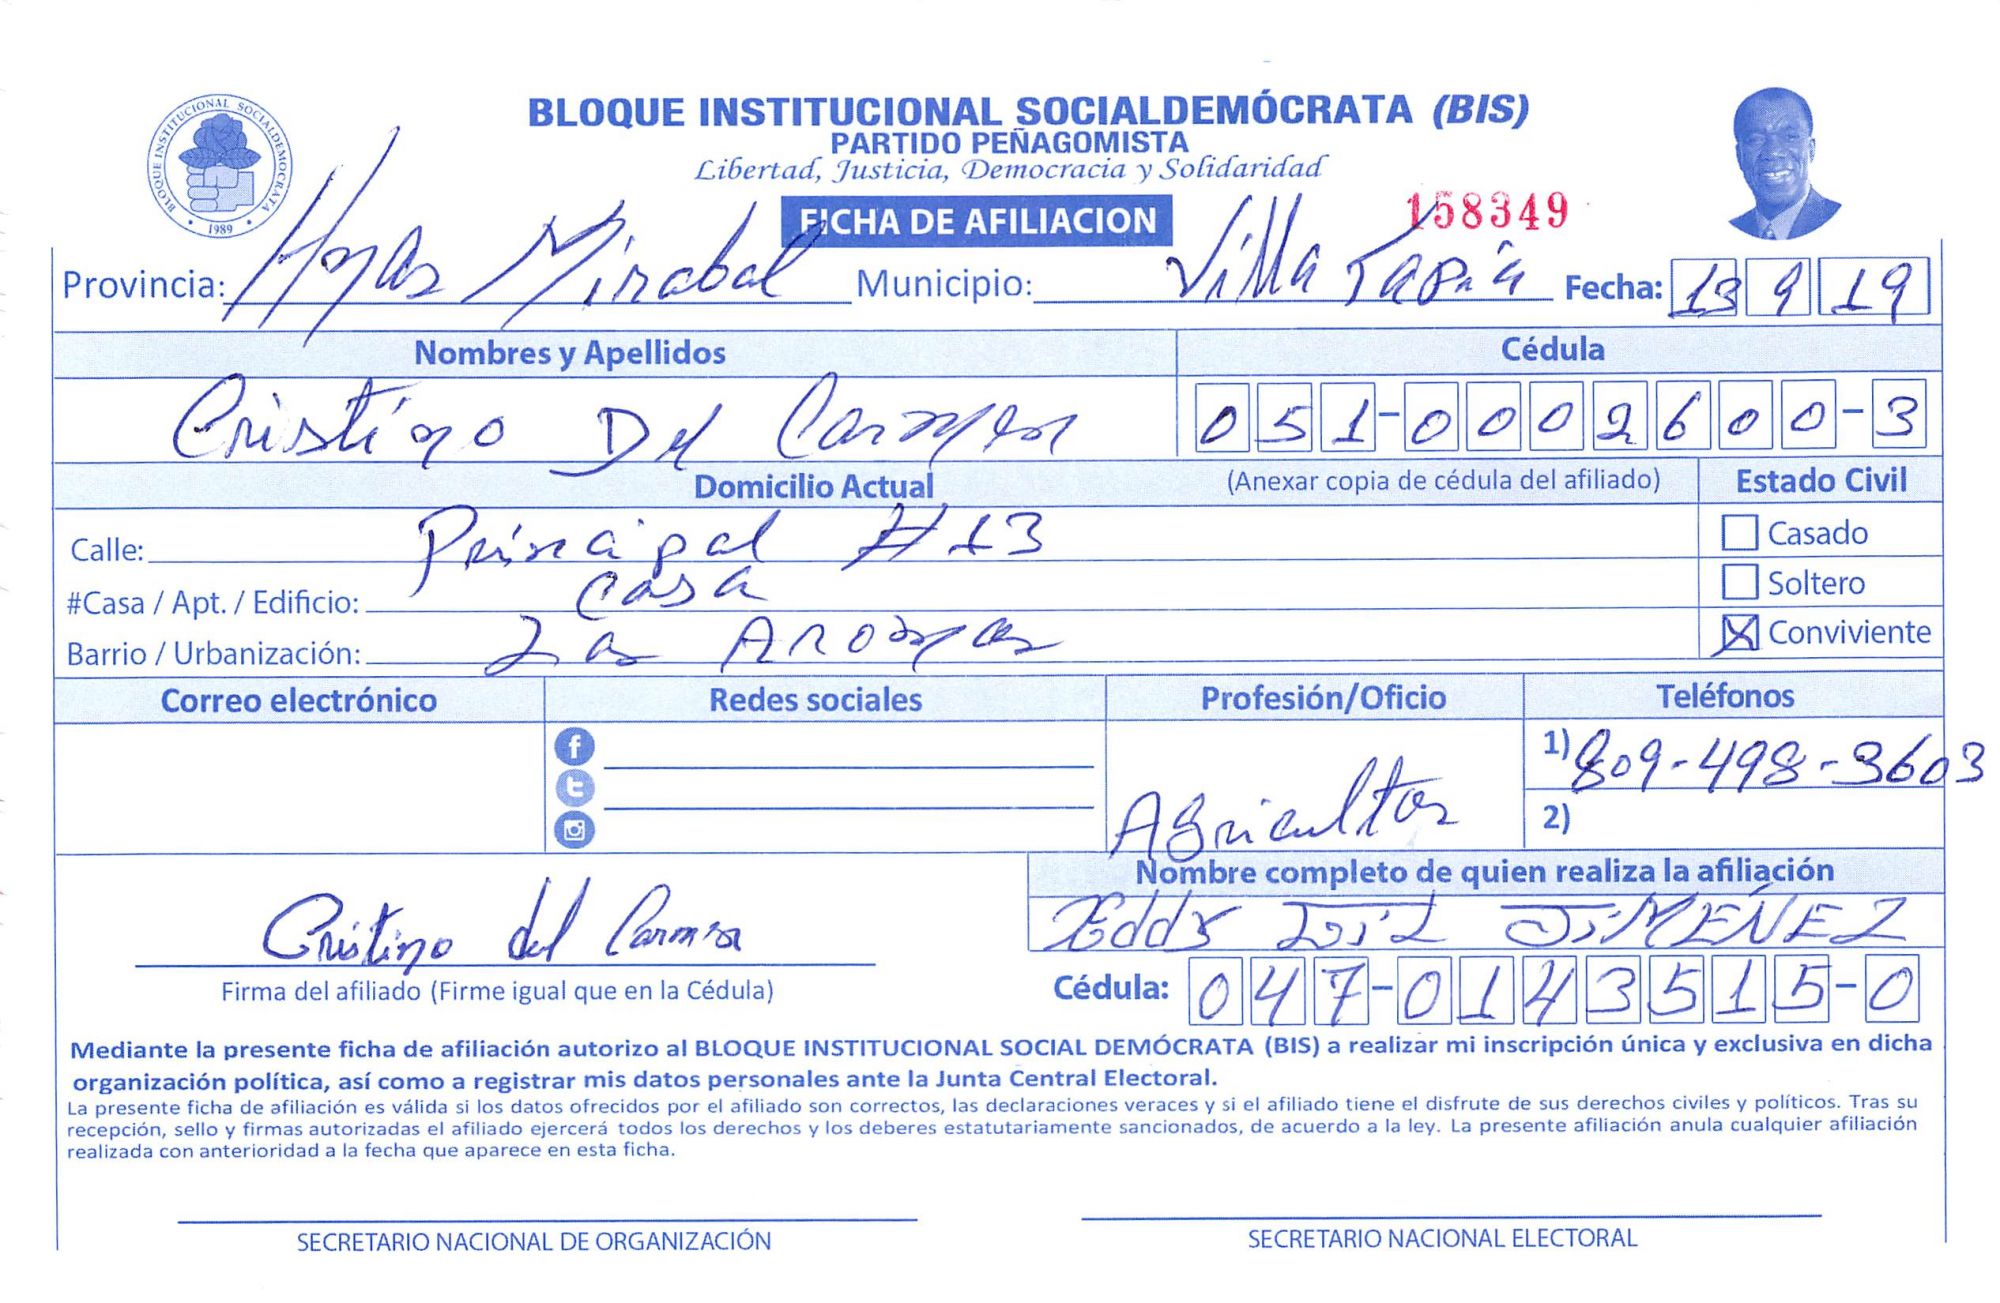 BLOQUE INSTITUCIONAL SOCIALDEMOCRATA
1989
BLOQUE INSTITUCIONAL SOCIALDEMÓCRATA (BIS)
PARTIDO PEÑAGOMISTA
Libertad, Justicia, Democracia y Solidaridad
FICHA DE AFILIACION
158349
Provincia: Hnas Mirabal Municipio: Villa Tapia Fecha: 13 9 19
Nombres y Apellidos Cédula
Cristino Del Carmen 051-0002600-3
Domicilio Actual (Anexar copia de cédula del afiliado) Estado Civil
Calle: Principal #13 Casado
#Casa / Apt. / Edificio: Casa Soltero
Barrio / Urbanización: Las Aromas Conviviente
Correo electrónico Redes sociales Profesión/Oficio Teléfonos
1) 809-498-3603
Agricultor 2)
Nombre completo de quien realiza la afiliación
Cristino del Carmen Eddy JIMENEZ
Firma del afiliado (Firme igual que en la Cédula) Cédula: 047-0143515-0
Mediante la presente ficha de afiliación autorizo al BLOQUE INSTITUCIONAL SOCIAL DEMÓCRATA (BIS) a realizar mi inscripción única y exclusiva en dicha
organización política, así como a registrar mis datos personales ante la Junta Central Electoral.
La presente ficha de afiliación es válida si los datos ofrecidos por el afiliado son correctos, las declaraciones veraces y si el afiliado tiene el disfrute de sus derechos civiles y políticos. Tras su
recepción, sello y firmas autorizadas el afiliado ejercerá todos los derechos y los deberes estatutariamente sancionados, de acuerdo a la ley. La presente afiliación anula cualquier afiliación
realizada con anterioridad a la fecha que aparece en esta ficha.
SECRETARIO NACIONAL DE ORGANIZACIÓN SECRETARIO NACIONAL ELECTORAL